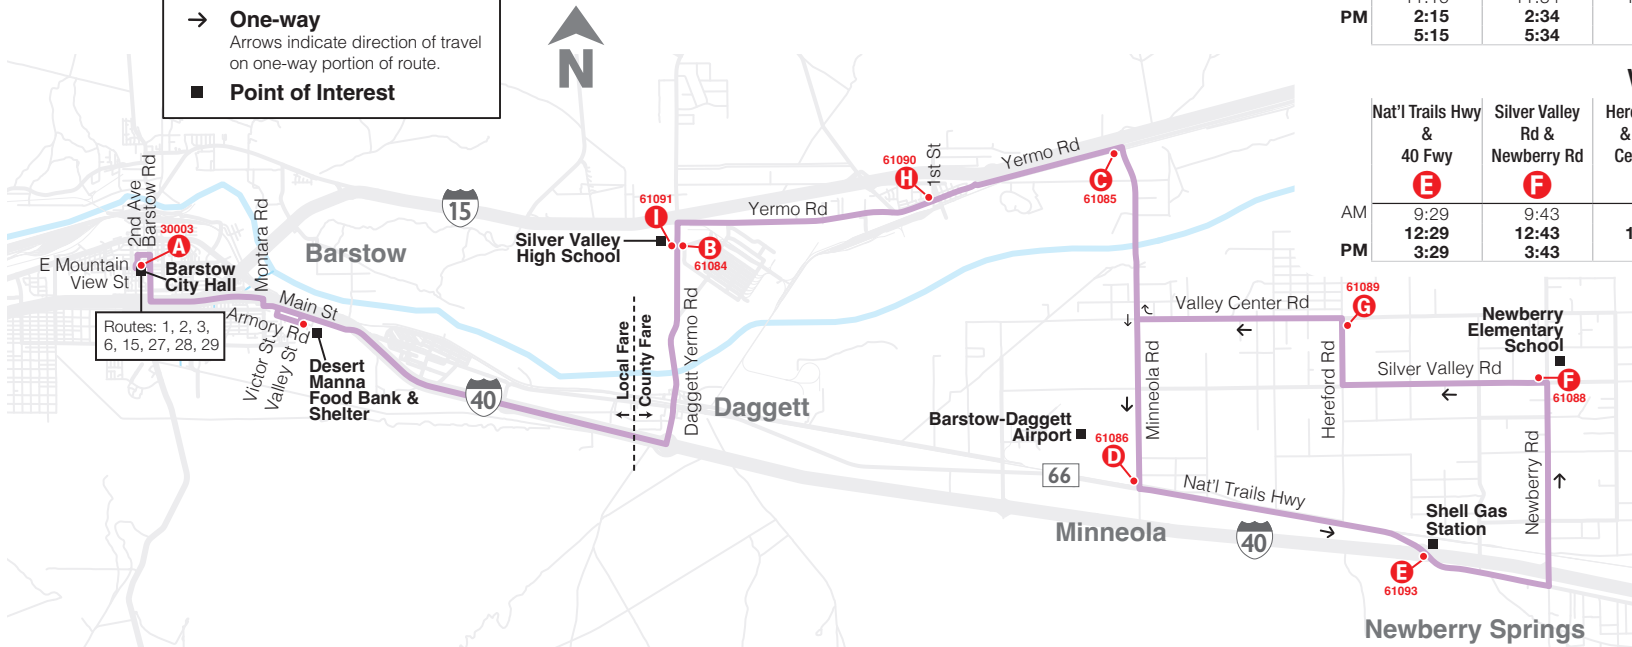 One-way
Arrows indicate direction of travel
on one-way portion of route.
Point of Interest
N
PM
2:15
2:34
5:15
5:34
Nat'l Trails Hwy
&
40 Fwy
E
Silver Valley
Rd &
Newberry Rd
F
AM
9:29
9:43
12:29
12:43
PM
3:29
3:43
2nd Ave
Barstow Rd
30003
A
E Mountain
View St
Barstow
City Hall
Montara Rd
Routes: 1, 2, 3,
6, 15, 27, 28, 29
Main St
Armory Rd
Victor St
Valley St
Desert
Manna
Food Bank &
Shelter
Barstow
15
40
61091
I
Silver Valley
High School
B
61084
Local Fare
County Fare
Daggett Yermo Rd
Daggett
Yermo Rd
61090
H
1st St
Yermo Rd
C
61085
Valley Center Rd
61089
G
Newberry
Elementary
School
Silver Valley Rd
F
61088
Hereford Rd
Minneola Rd
Newberry Rd
Barstow-Daggett
Airport
61086
D
66
Nat'l Trails Hwy
Minneola
40
Shell Gas
Station
E
61093
Newberry Springs